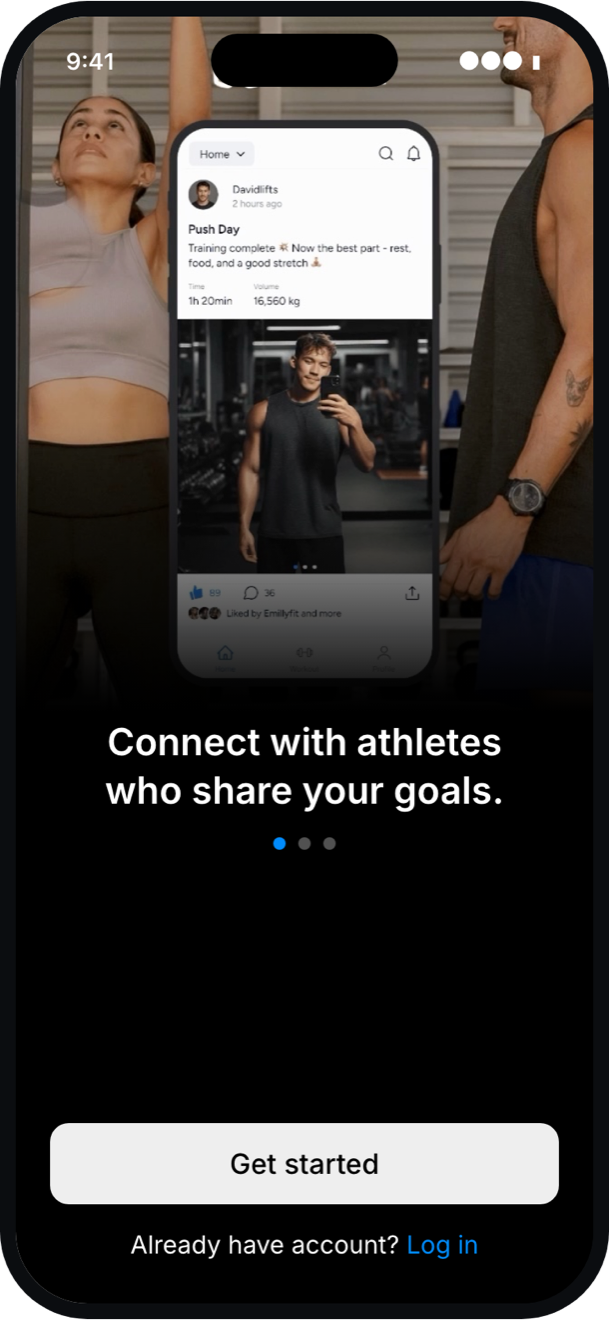 9:41
Home
Davidlifts
2 hours ago
Push Day
Training complete 💥 Now the best part - rest,
food, and a good stretch 🧘
Time Volume
1h 20min 16,560 kg
89 36
Liked by Emillyfit and more
Home
Connect with athletes
who share your goals.
Get started
Already have account? Log in